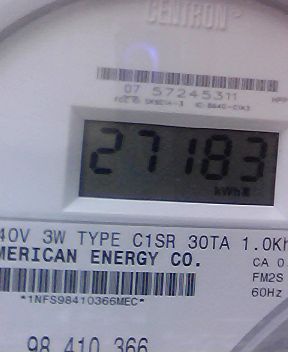 CENTRON®
07 57245311
27183
kWh
40V 3W TYPE C1SR 30TA 1.0Kh
MERICAN ENERGY CO.
CA 0.
FM2S
*1NFS98410366MEC*
60Hz
98 410 366